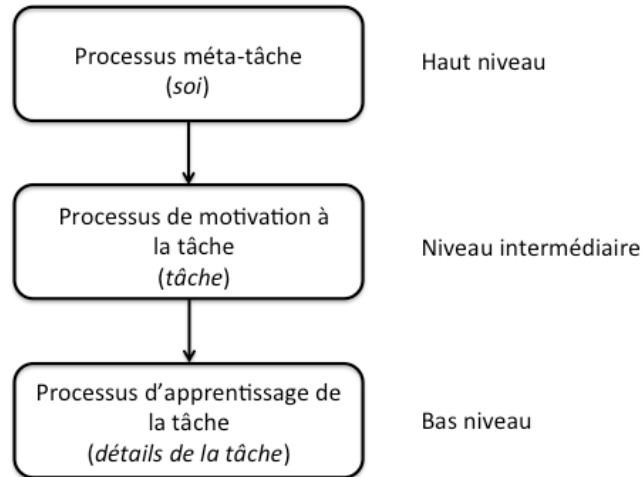 Processus méta-tâche
(soi)
Haut niveau
Processus de motivation à
la tâche
(tâche)
Niveau intermédiaire
Processus d'apprentissage de
la tâche
(détails de la tâche)
Bas niveau